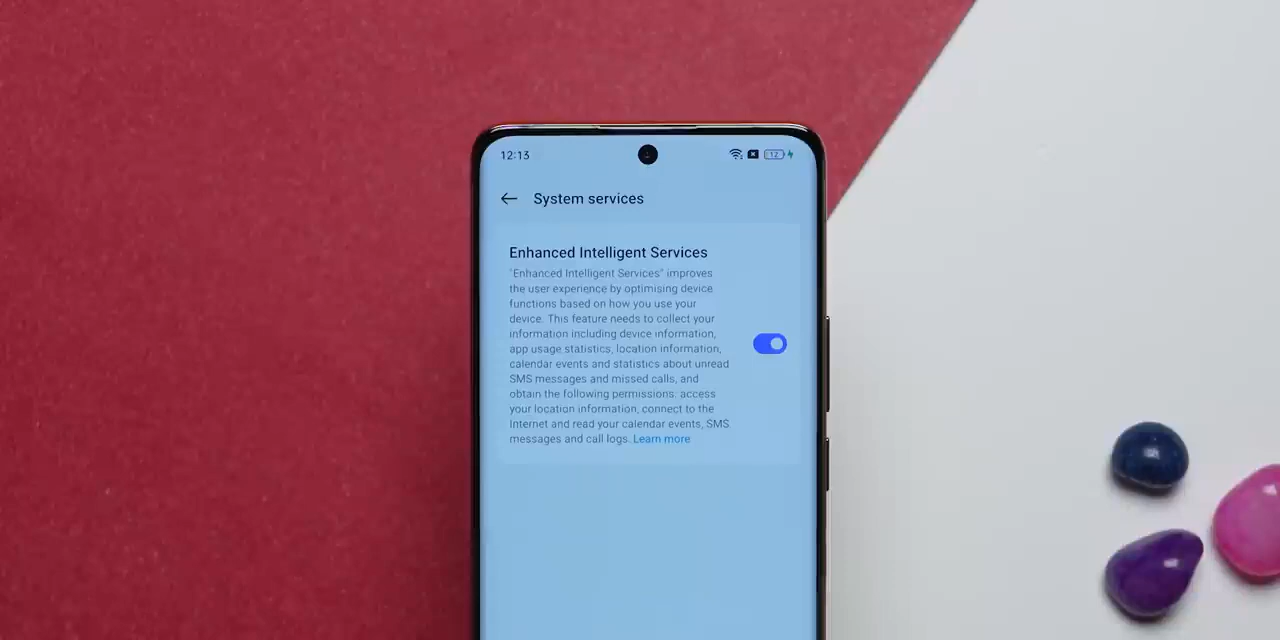 12:13
12
System services
Enhanced Intelligent Services
"Enhanced Intelligent Services" improves
the user experience by optimising device
functions based on how you use your
device. This feature needs to collect your
information including device information,
app usage statistics, location information,
calendar events and statistics about unread
SMS messages and missed calls, and
obtain the following permissions: access
your location information, connect to the
Internet and read your calendar events, SMS
messages and call logs. Learn more